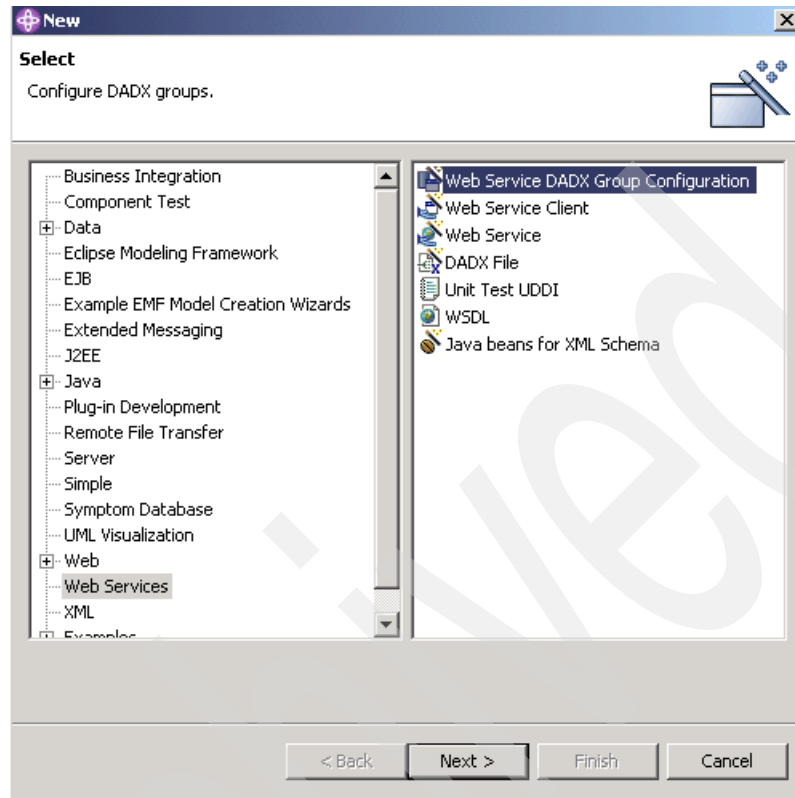 New
Select
Configure DADX groups.
Business Integration
Component Test
Data
Eclipse Modeling Framework
EJB
Example EMF Model Creation Wizards
Extended Messaging
J2EE
Java
Plug-in Development
Remote File Transfer
Server
Simple
Symptom Database
UML Visualization
Web
Web Services
XML
Examples
Web Service DADX Group Configuration
Web Service Client
Web Service
DADX File
Unit Test UDDI
WSDL
Java beans for XML Schema
< Back
Next >
Finish
Cancel